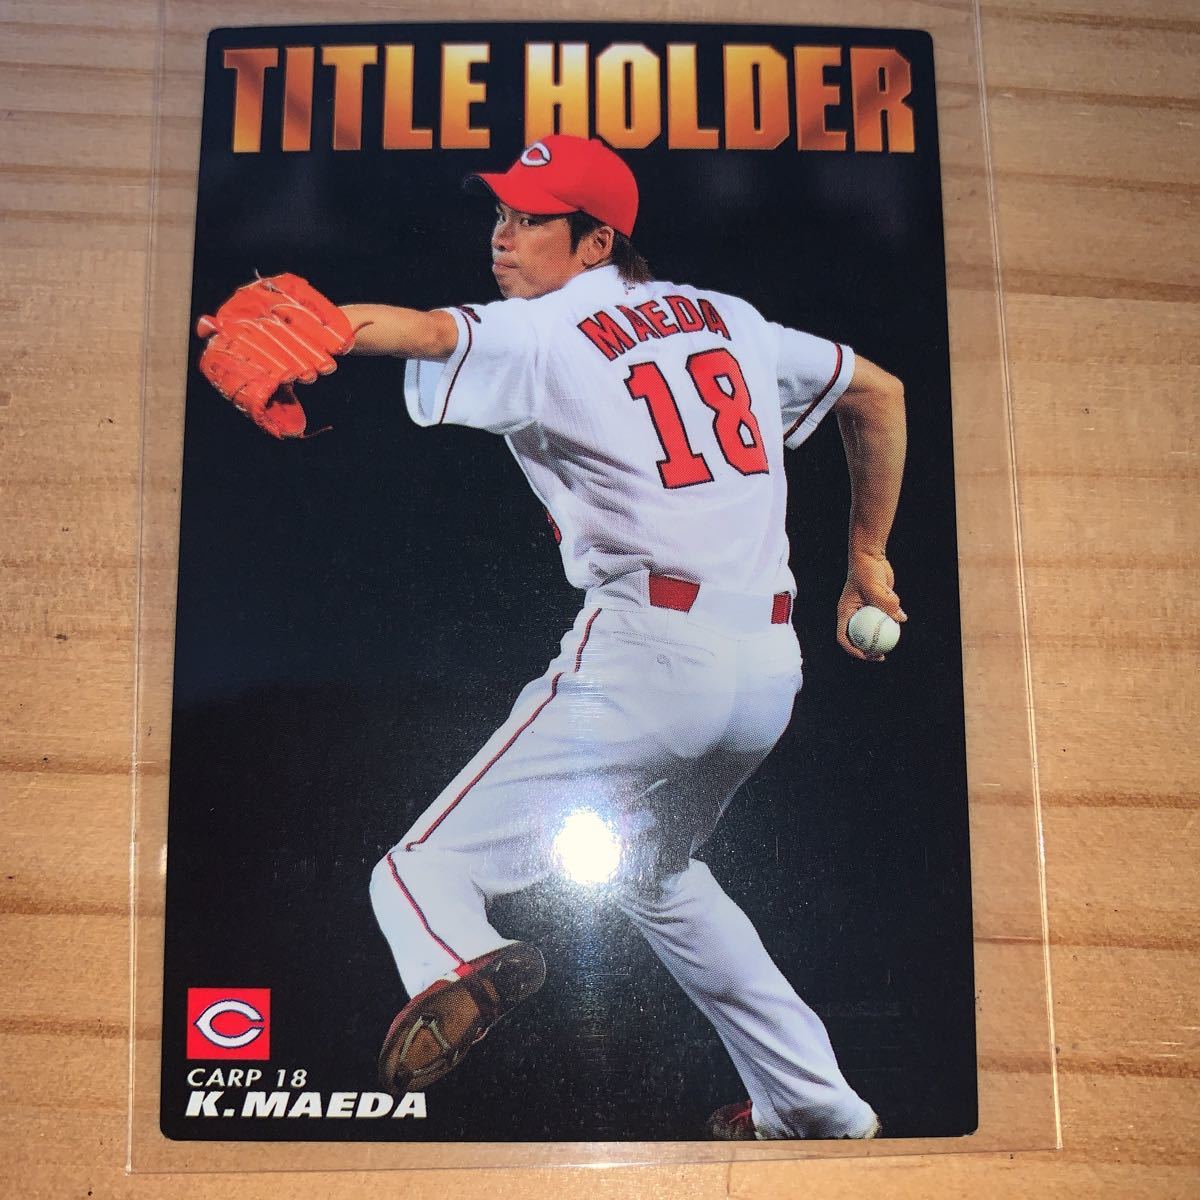 TITLE HOLDER
C
MAEDA
18
C
CARP 18
K.MAEDA